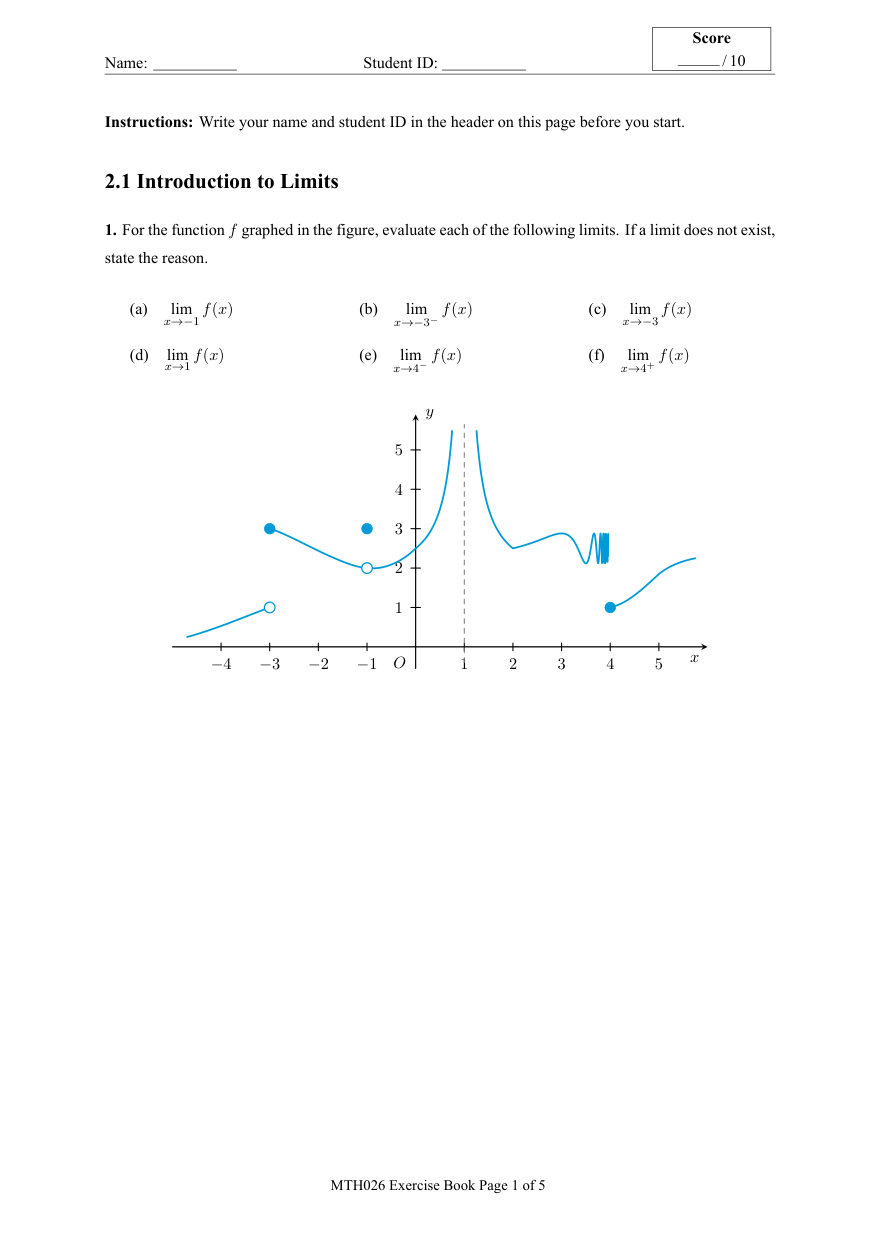 Score
Name: __________ Student ID: __________ _____ / 10
Instructions: Write your name and student ID in the header on this page before you start.
2.1 Introduction to Limits
1. For the function f graphed in the figure, evaluate each of the following limits. If a limit does not exist,
state the reason.
(a) lim f(x) (b) lim f(x) (c) lim f(x)
x→−1 x→−3⁻ x→−3
(d) lim f(x) (e) lim f(x) (f) lim f(x)
x→1 x→4⁻ x→4⁺
y
5
4
3
2
1
−4 −3 −2 −1 O 1 2 3 4 5 x
MTH026 Exercise Book Page 1 of 5